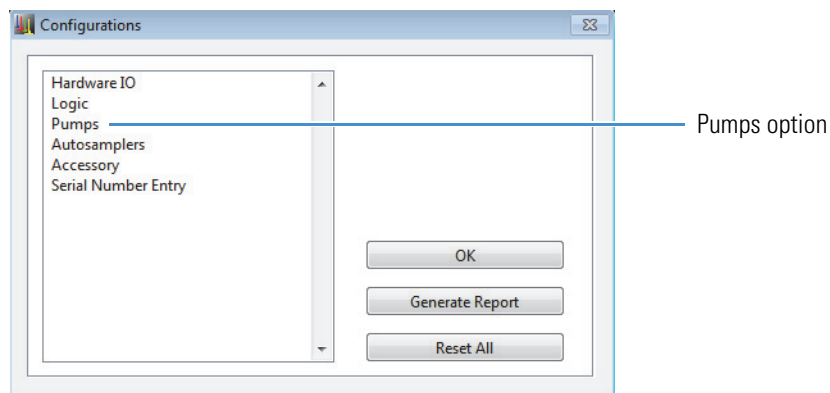 Configurations
Hardware IO
Logic
Pumps
Pumps option
Autosamplers
Accessory
Serial Number Entry
OK
Generate Report
Reset All